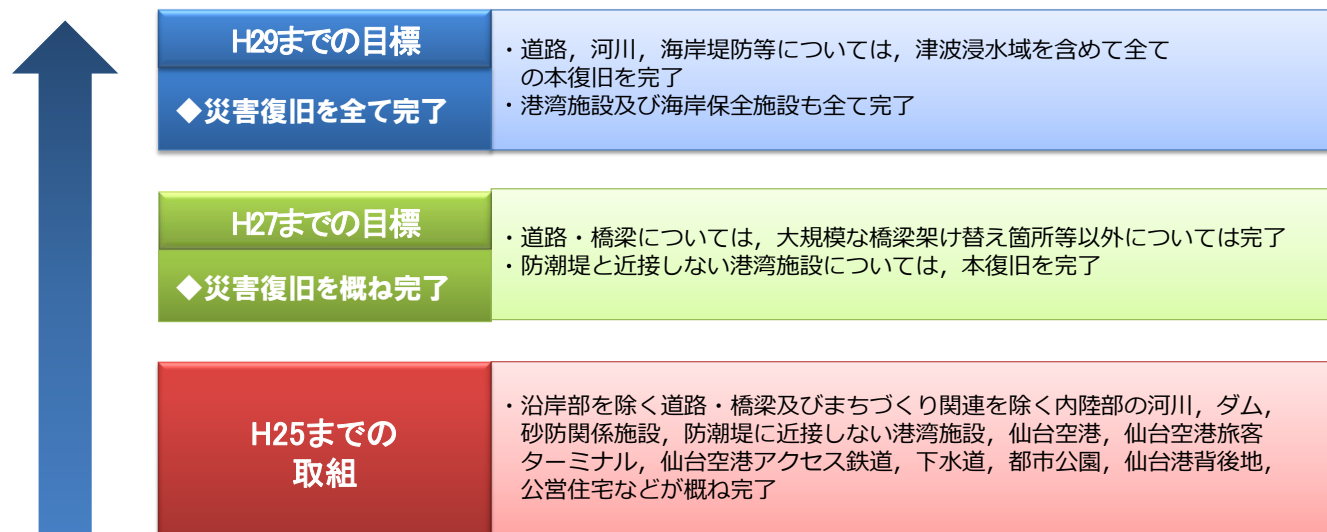 H29までの目標
◆災害復旧を全て完了
・道路，河川，海岸堤防等については，津波浸水域を含めて全て
の本復旧を完了
・港湾施設及び海岸保全施設も全て完了
H27までの目標
◆災害復旧を概ね完了
・道路・橋梁については，大規模な橋梁架け替え箇所等以外については完了
・防潮堤と近接しない港湾施設については，本復旧を完了
H25までの
取組
・沿岸部を除く道路・橋梁及びまちづくり関連を除く内陸部の河川，ダム，
砂防関係施設，防潮堤に近接しない港湾施設，仙台空港，仙台空港旅客
ターミナル，仙台空港アクセス鉄道，下水道，都市公園，仙台港背後地，
公営住宅などが概ね完了